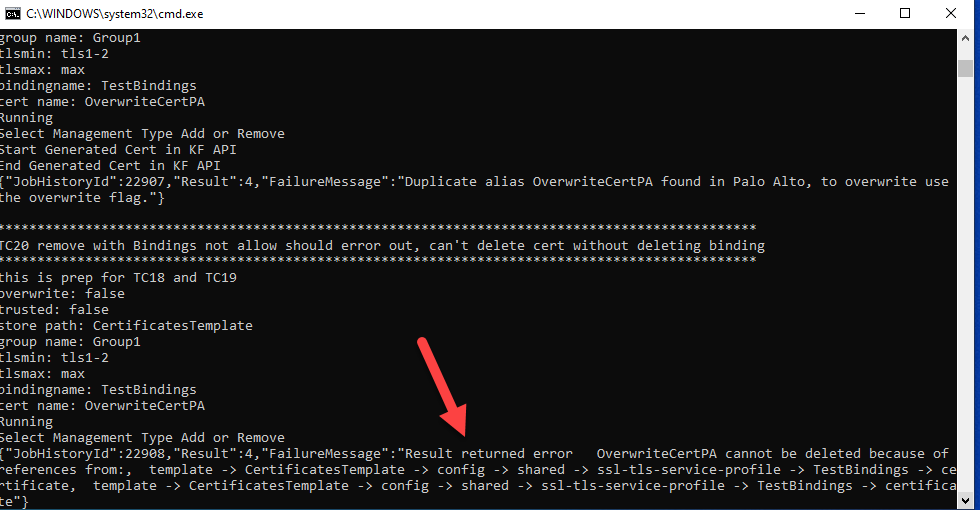 C:\WINDOWS\system32\cmd.exe
group name: Group1
tlsmin: tls1-2
tlsmax: max
bindingname: TestBindings
cert name: OverwriteCertPA
Running
Select Management Type Add or Remove
Start Generated Cert in KF API
End Generated Cert in KF API
{"JobHistoryId":22907,"Result":4,"FailureMessage":"Duplicate alias OverwriteCertPA found in Palo Alto, to overwrite use
the overwrite flag."}
***********************************************************************************************
TC20 remove with Bindings not allow should error out, can't delete cert without deleting binding
***********************************************************************************************
this is prep for TC18 and TC19
overwrite: false
trusted: false
store path: CertificatesTemplate
group name: Group1
tlsmin: tls1-2
tlsmax: max
bindingname: TestBindings
cert name: OverwriteCertPA
Running
Select Management Type Add or Remove
{"JobHistoryId":22908,"Result":4,"FailureMessage":"Result returned error   OverwriteCertPA cannot be deleted because of
references from:,  template -> CertificatesTemplate -> config -> shared -> ssl-tls-service-profile -> TestBindings -> ce
rtificate,  template -> CertificatesTemplate -> config -> shared -> ssl-tls-service-profile -> TestBindings -> certifica
te"}